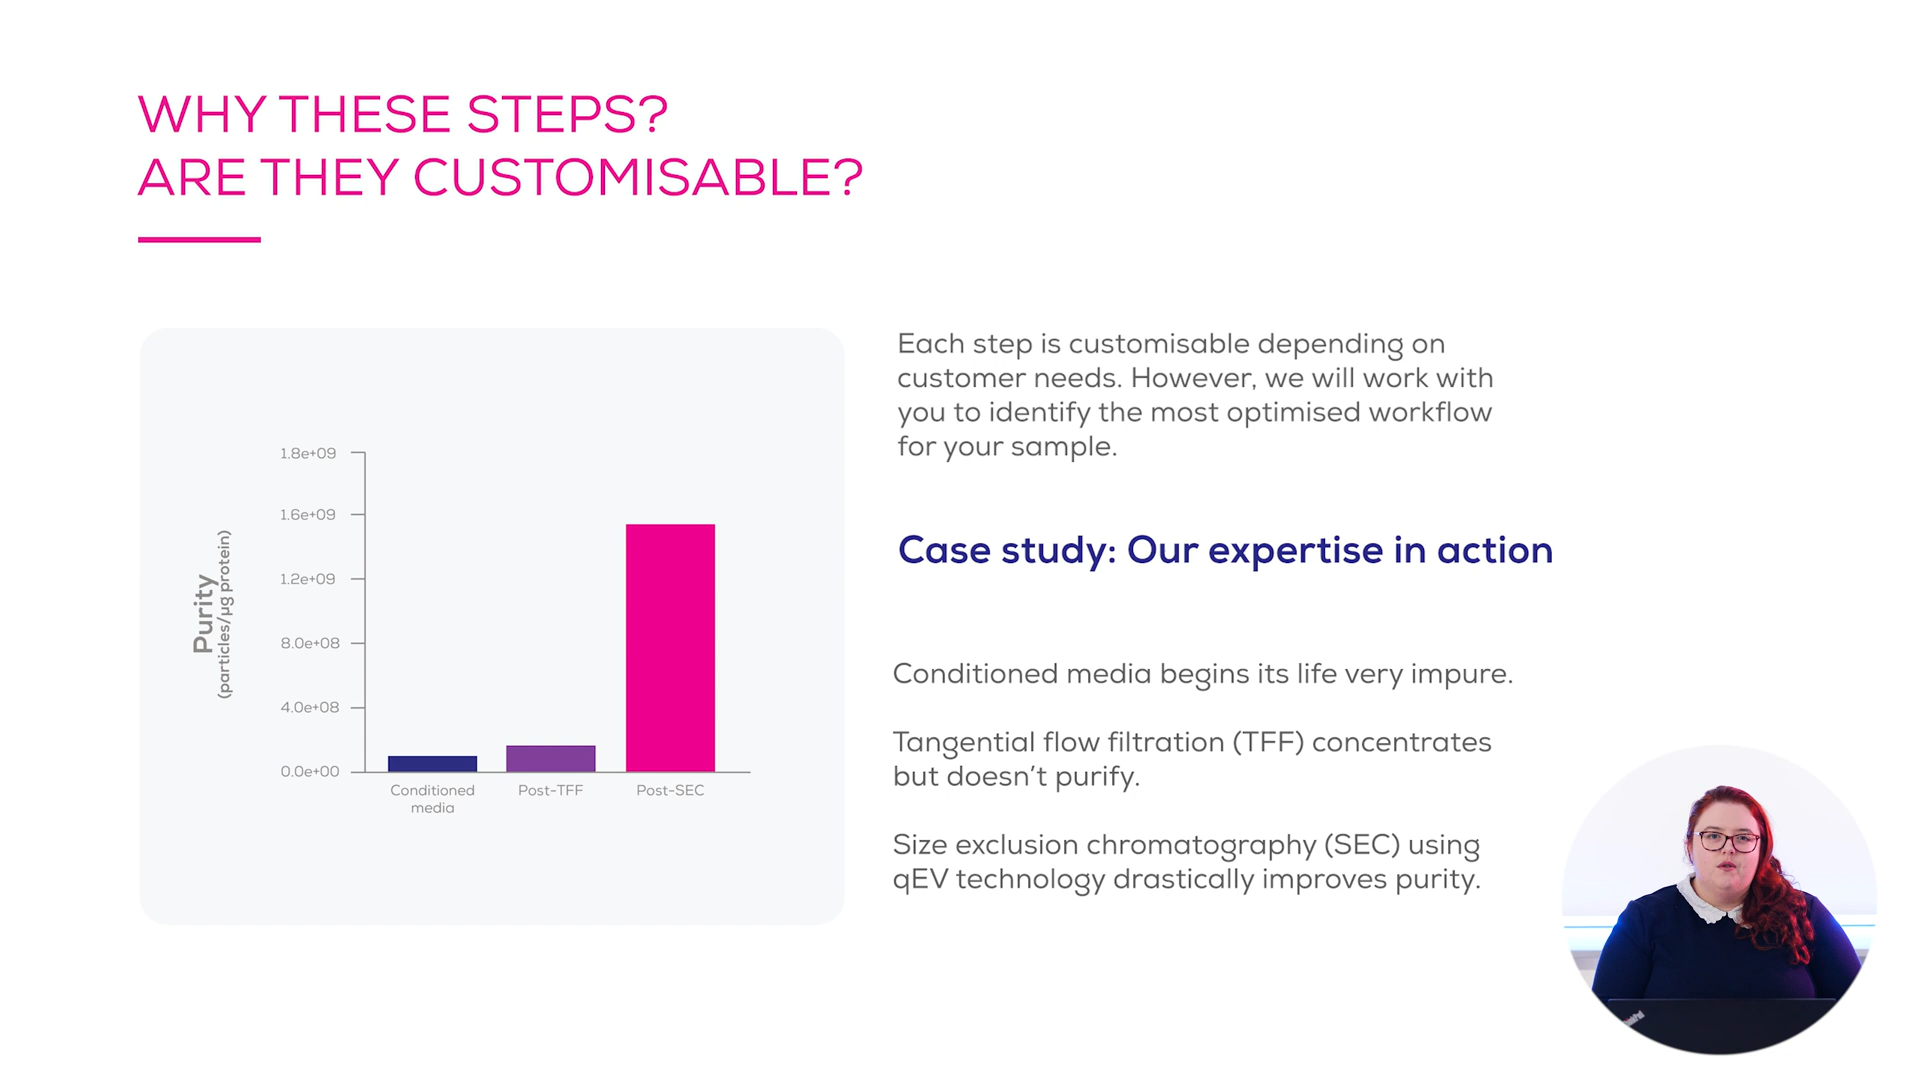 WHY THESE STEPS?
ARE THEY CUSTOMISABLE?
Purity
(particles/µg protein)
1.8e+09
1.6e+09
1.2e+09
8.0e+08
4.0e+08
0.0e+00
Conditioned
media
Post-TFF
Post-SEC
Each step is customisable depending on
customer needs. However, we will work with
you to identify the most optimised workflow
for your sample.
Case study: Our expertise in action
Conditioned media begins its life very impure.
Tangential flow filtration (TFF) concentrates
but doesn't purify.
Size exclusion chromatography (SEC) using
qEV technology drastically improves purity.